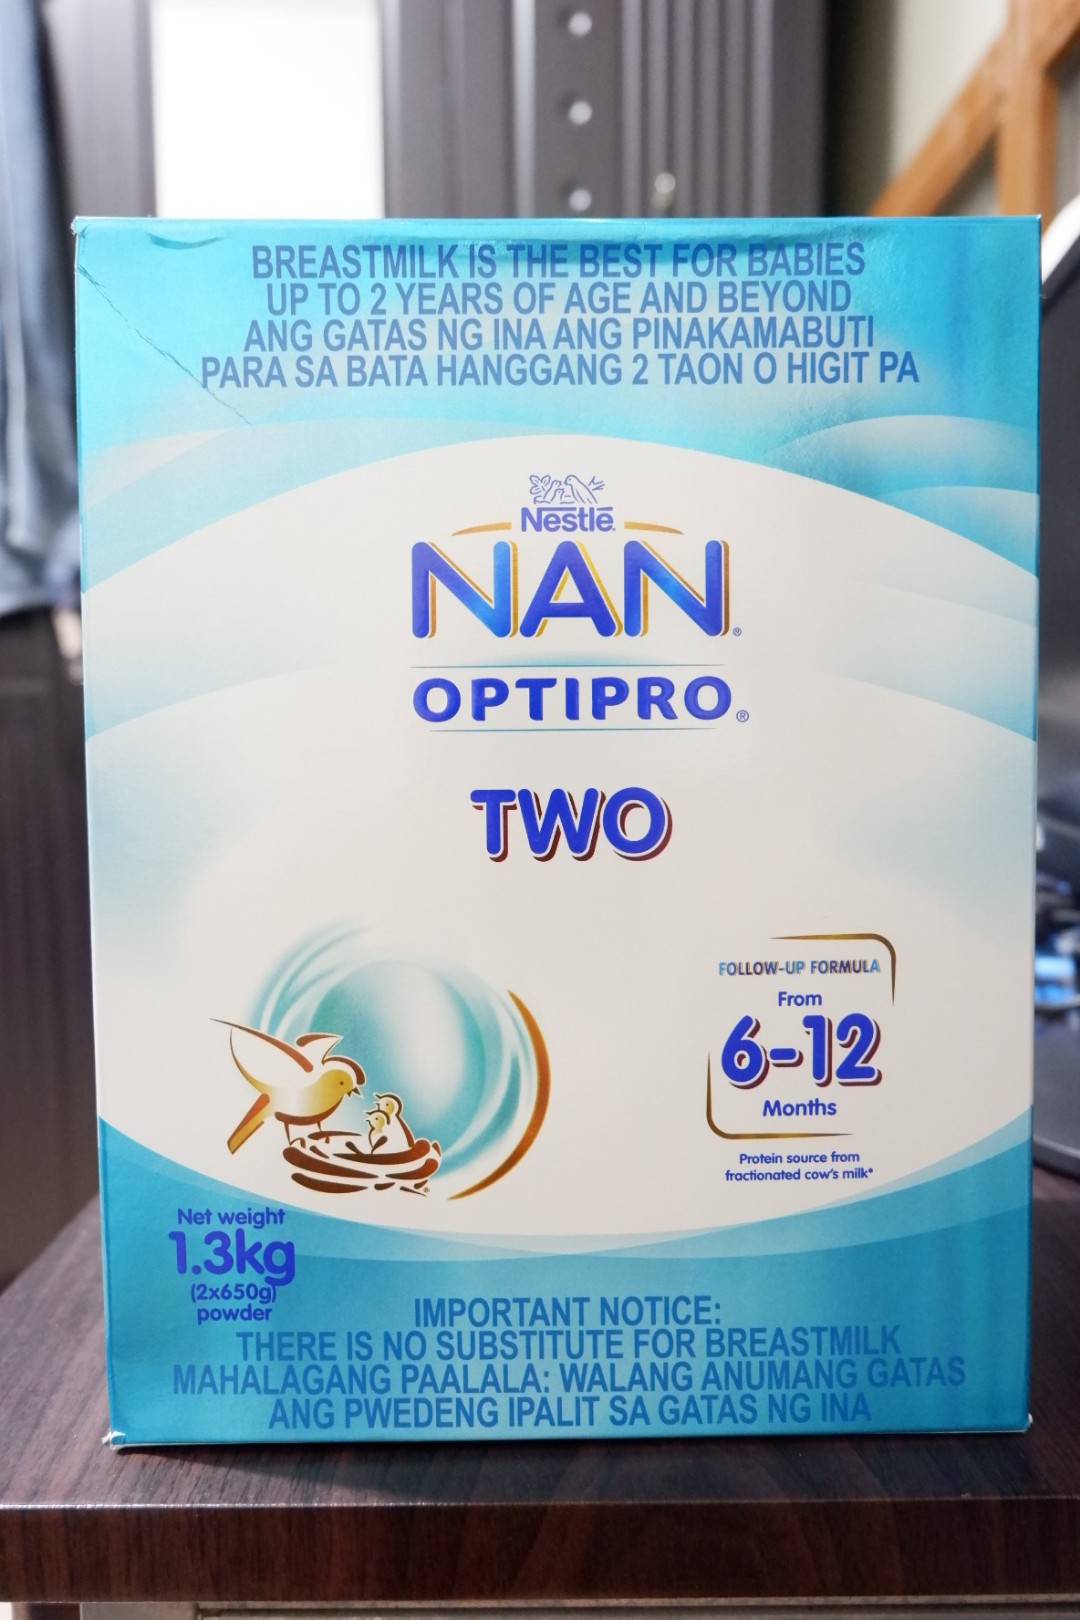 BREASTMILK IS THE BEST FOR BABIES
UP TO 2 YEARS OF AGE AND BEYOND
ANG GATAS NG INA ANG PINAKAMABUTI
PARA SA BATA HANGGANG 2 TAON O HIGIT PA
Nestlé®
NAN®
OPTIPRO®
TWO
FOLLOW-UP FORMULA
From
6-12
Months
Protein source from
fractionated cow's milk*
Net weight
1.3kg
(2x650g)
powder
IMPORTANT NOTICE:
THERE IS NO SUBSTITUTE FOR BREASTMILK
MAHALAGANG PAALALA: WALANG ANUMANG GATAS
ANG PWEDENG IPALIT SA GATAS NG INA